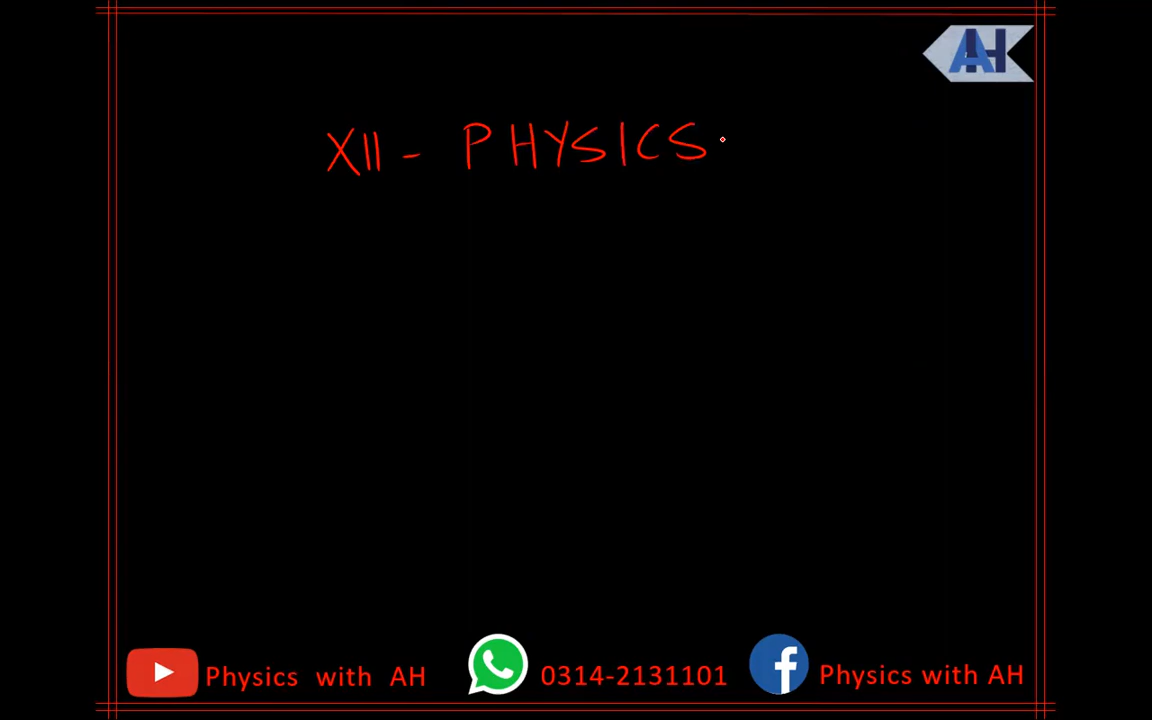 AH
XII - PHYSICS
Physics with AH
0314-2131101
Physics with AH